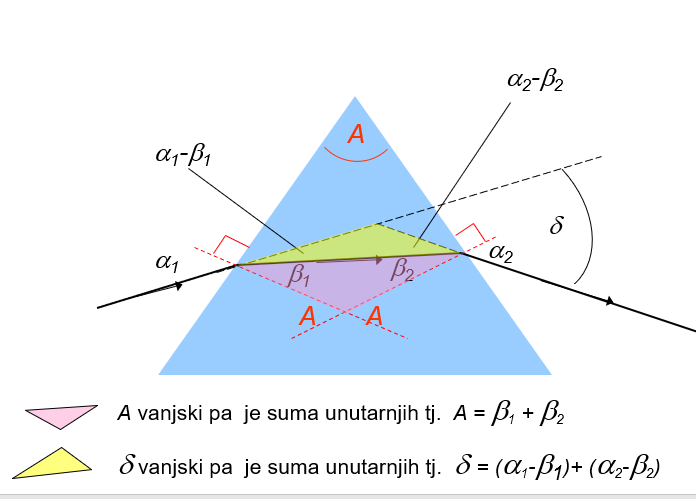 α₂-β₂
A
α₁-β₁
δ
α₁
β₁
β₂
α₂
A
A
A vanjski pa je suma unutarnjih tj. A = β₁ + β₂
δ vanjski pa je suma unutarnjih tj. δ = (α₁-β₁)+ (α₂-β₂)